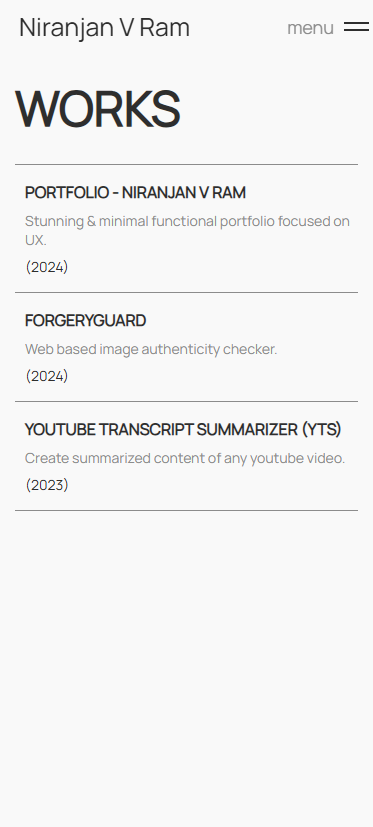 Niranjan V Ram
menu
WORKS
PORTFOLIO - NIRANJAN V RAM
Stunning & minimal functional portfolio focused on
UX.
(2024)
FORGERYGUARD
Web based image authenticity checker.
(2024)
YOUTUBE TRANSCRIPT SUMMARIZER (YTS)
Create summarized content of any youtube video.
(2023)